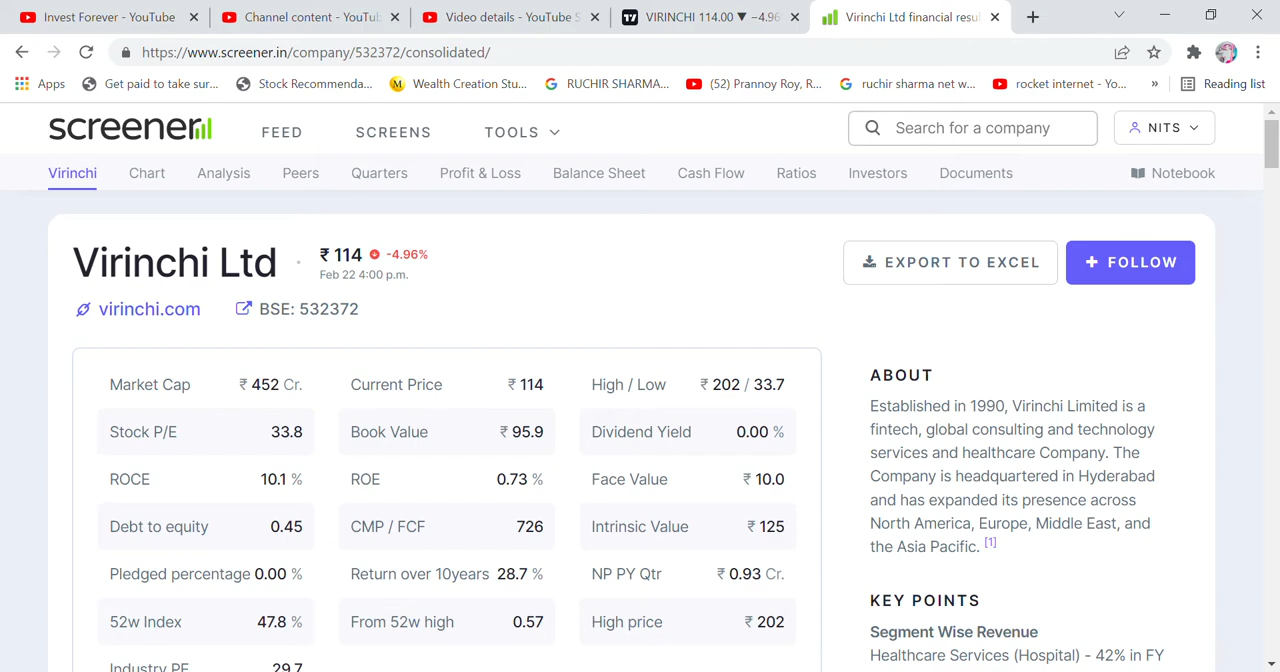 Invest Forever - YouTube
Channel content - YouTu
Video details - YouTube S
VIRINCHI 114.00 ▼ −4.96
Virinchi Ltd financial resu
https://www.screener.in/company/532372/consolidated/
Apps
Get paid to take sur...
Stock Recommenda...
Wealth Creation Stu...
RUCHIR SHARMA...
(52) Prannoy Roy, R...
ruchir sharma net w...
rocket internet - Yo...
»
Reading list
screener
FEED
SCREENS
TOOLS
Search for a company
NITS
Virinchi
Chart
Analysis
Peers
Quarters
Profit & Loss
Balance Sheet
Cash Flow
Ratios
Investors
Documents
Notebook
Virinchi Ltd
₹ 114 -4.96%
Feb 22 4:00 p.m.
EXPORT TO EXCEL
+ FOLLOW
virinchi.com
BSE: 532372
Market Cap ₹ 452 Cr.
Current Price ₹ 114
High / Low ₹ 202 / 33.7
Stock P/E 33.8
Book Value ₹ 95.9
Dividend Yield 0.00 %
ROCE 10.1 %
ROE 0.73 %
Face Value ₹ 10.0
Debt to equity 0.45
CMP / FCF 726
Intrinsic Value ₹ 125
Pledged percentage 0.00 %
Return over 10years 28.7 %
NP PY Qtr ₹ 0.93 Cr.
52w Index 47.8 %
From 52w high 0.57
High price ₹ 202
Industry PE 29.7
ABOUT
Established in 1990, Virinchi Limited is a
fintech, global consulting and technology
services and healthcare Company. The
Company is headquartered in Hyderabad
and has expanded its presence across
North America, Europe, Middle East, and
the Asia Pacific. [1]
KEY POINTS
Segment Wise Revenue
Healthcare Services (Hospital) - 42% in FY